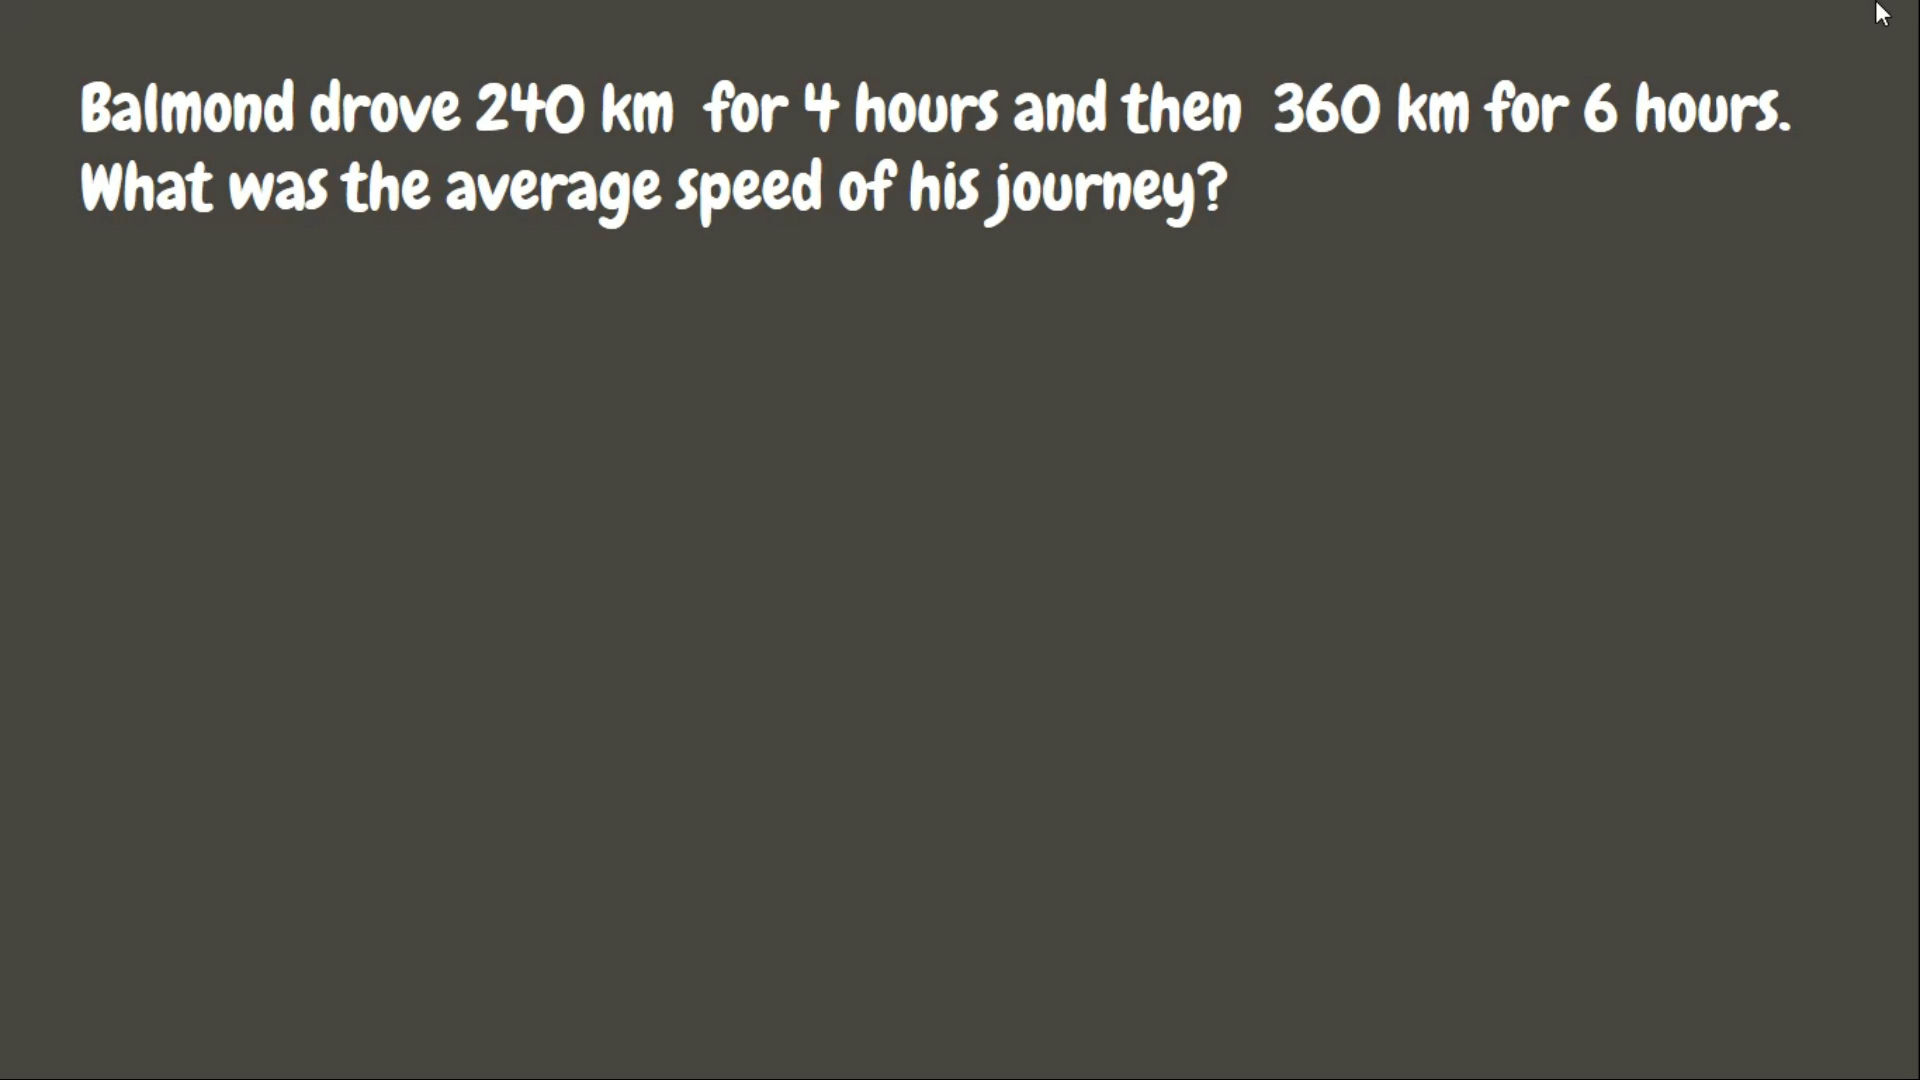 Balmond drove 240 km for 4 hours and then 360 km for 6 hours.
What was the average speed of his journey?